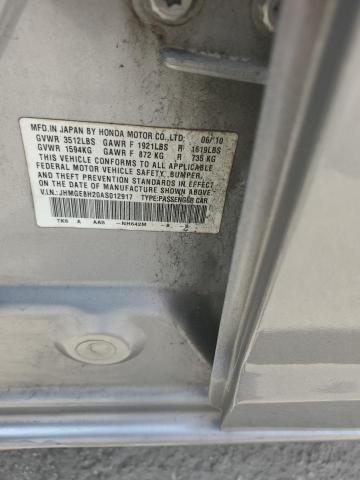 MFD.IN JAPAN BY HONDA MOTOR CO.,LTD. 06/10
GVWR 3512LBS GAWR F 1921LBS R 1619LBS
GVWR 1594KG GAWR F 872 KG R 735 KG
THIS VEHICLE CONFORMS TO ALL APPLICABLE
FEDERAL MOTOR VEHICLE SAFETY, BUMPER,
AND THEFT PREVENTION STANDARDS IN EFFECT
ON THE DATE OF MANUFACTURE SHOWN ABOVE.
V.I.N.: JHMGE8H20AS012917 TYPE:PASSENGER CAR
TK6 A AA5 -NH642M